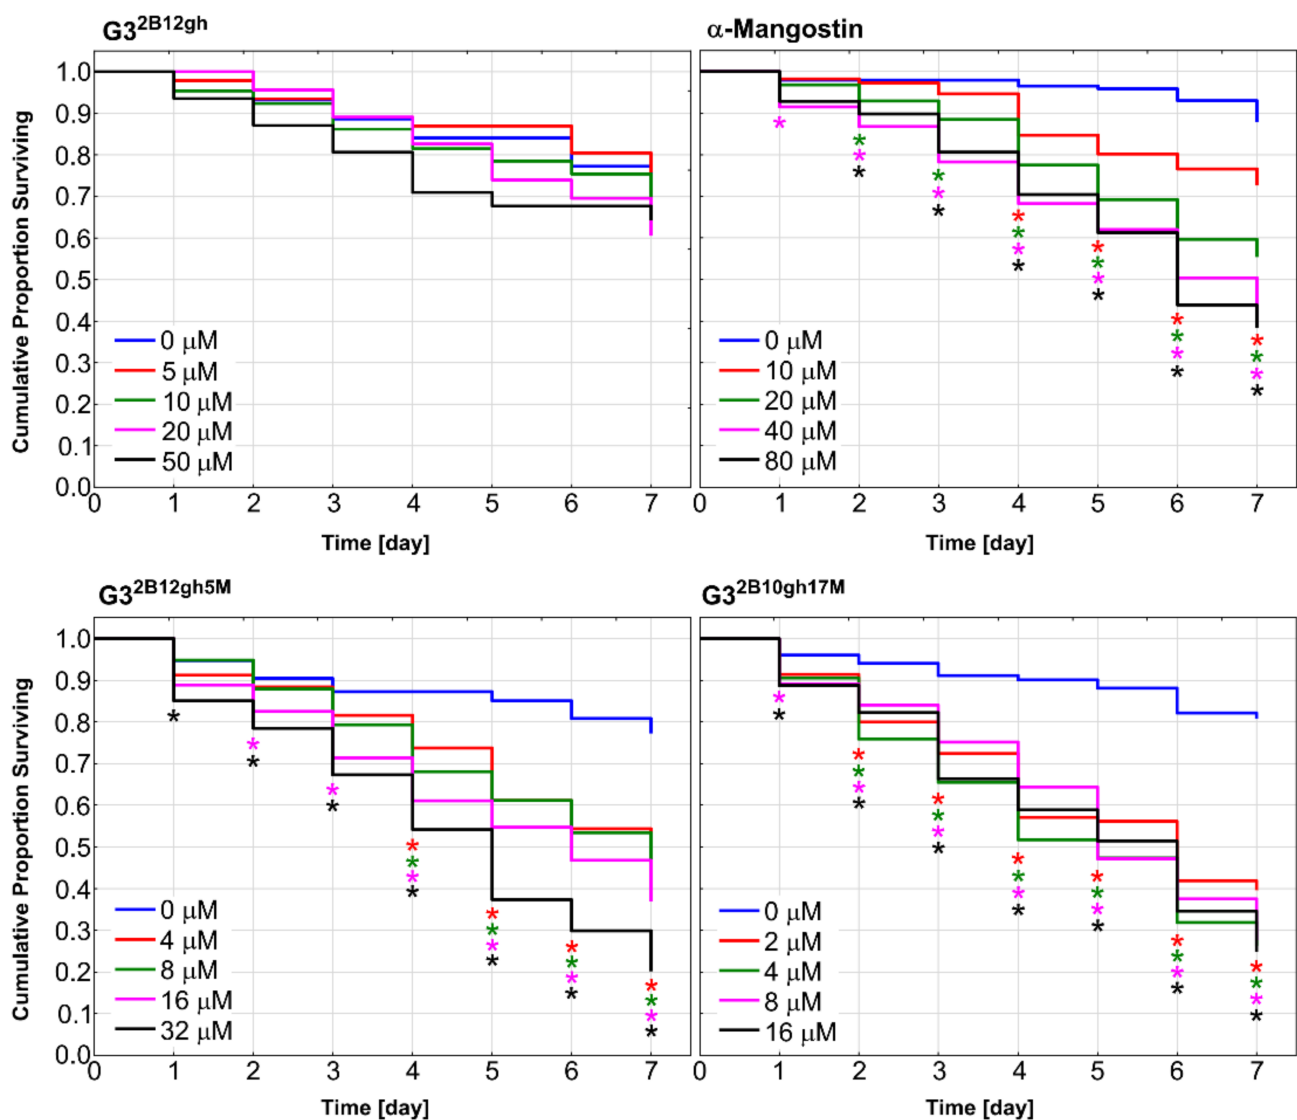 G3^2B12gh
Cumulative Proportion Surviving
1.0
0.9
0.8
0.7
0.6
0.5
0.4
0.3
0.2
0.1
0.0
0 μM
5 μM
10 μM
20 μM
50 μM
0 1 2 3 4 5 6 7
Time [day]
α-Mangostin
* * * * * * * * * * * * * * * * * * * * * * *
0 μM
10 μM
20 μM
40 μM
80 μM
0 1 2 3 4 5 6 7
Time [day]
G3^2B12gh5M
Cumulative Proportion Surviving
1.0
0.9
0.8
0.7
0.6
0.5
0.4
0.3
0.2
0.1
0.0
* * * * * * * * * * * * * * * * * * * * *
0 μM
4 μM
8 μM
16 μM
32 μM
0 1 2 3 4 5 6 7
Time [day]
G3^2B10gh17M
* * * * * * * * * * * * * * * * * * * * * * * * * *
0 μM
2 μM
4 μM
8 μM
16 μM
0 1 2 3 4 5 6 7
Time [day]